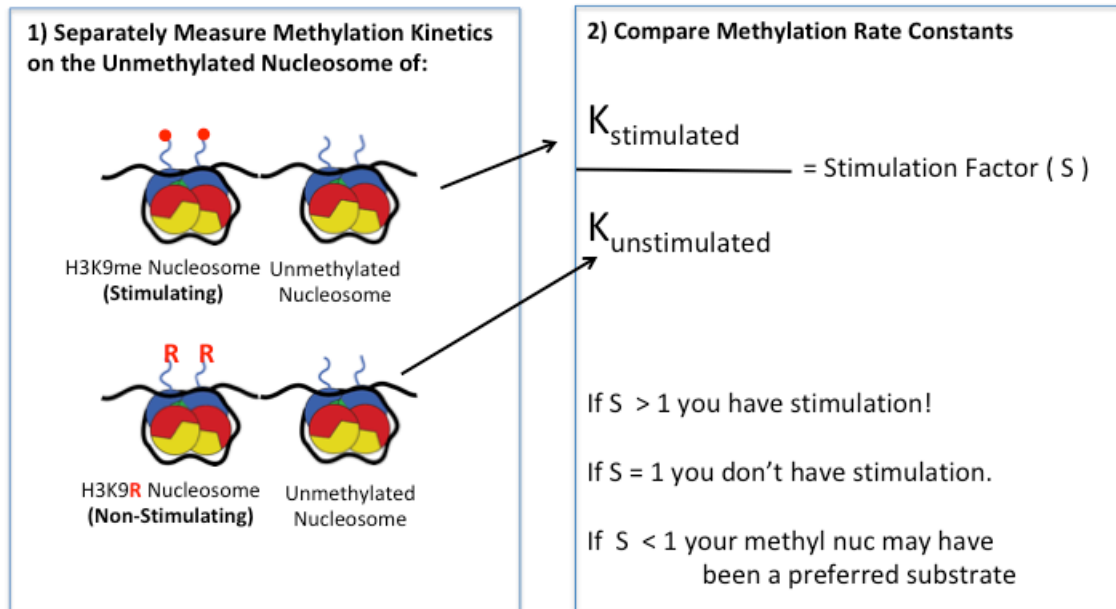 1) Separately Measure Methylation Kinetics
on the Unmethylated Nucleosome of:
H3K9me Nucleosome
(Stimulating)
Unmethylated
Nucleosome
R R
H3K9R Nucleosome
(Non-Stimulating)
Unmethylated
Nucleosome
2) Compare Methylation Rate Constants
Kstimulated
= Stimulation Factor ( S )
Kunstimulated
If S > 1 you have stimulation!
If S = 1 you don’t have stimulation.
If S < 1 your methyl nuc may have
been a preferred substrate